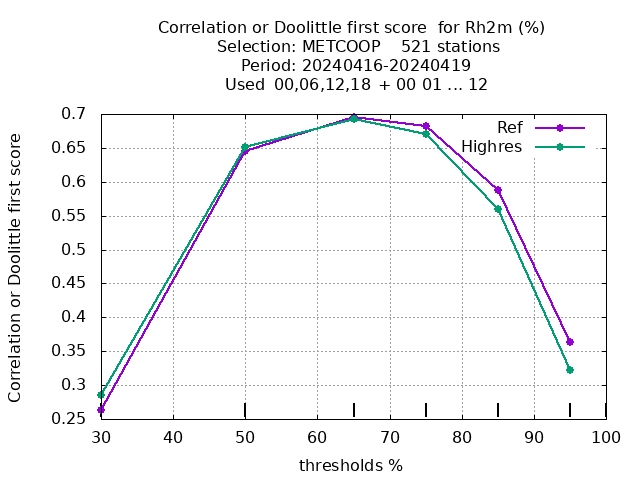 Correlation or Doolittle first score  for Rh2m (%)
Selection: METCOOP    521 stations
Period: 20240416-20240419
Used  00,06,12,18 + 00 01 ... 12
Correlation or Doolittle first score
Ref
Highres
0.7
0.65
0.6
0.55
0.5
0.45
0.4
0.35
0.3
0.25
30 40 50 60 70 80 90 100
thresholds %